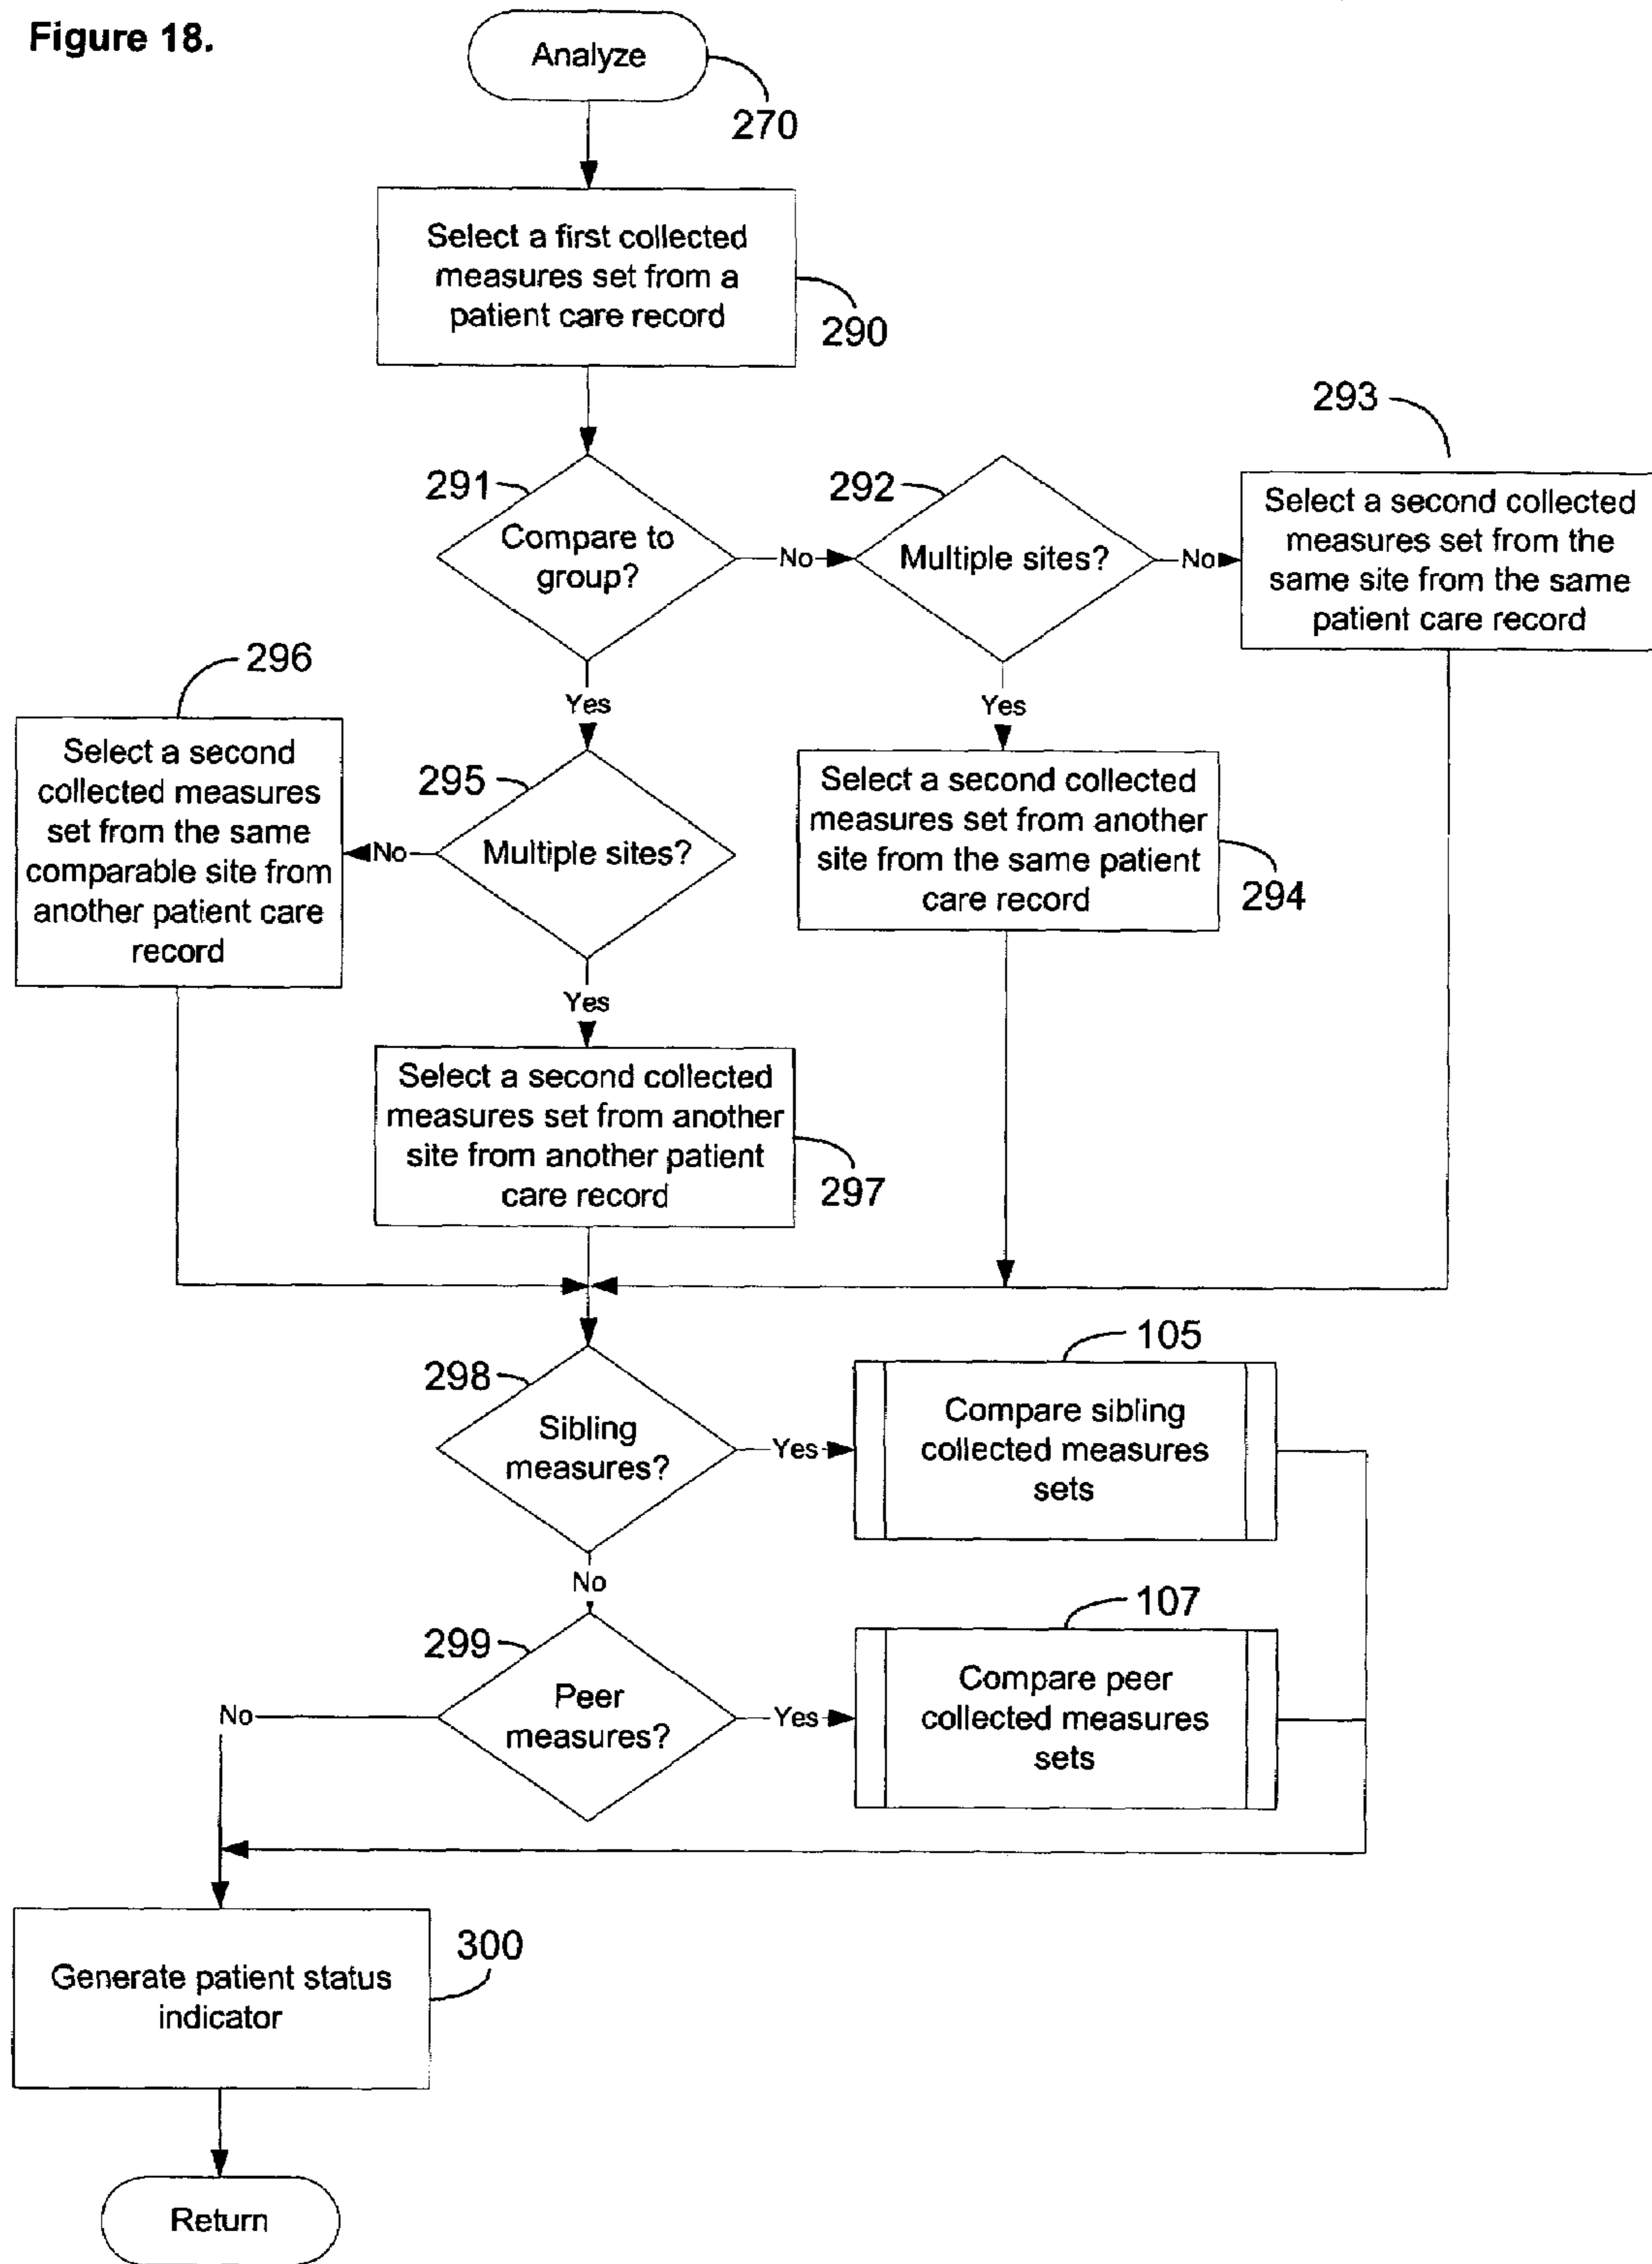 Figure 18.
Analyze
270
Select a first collected
measures set from a
patient care record
290
293
291
Compare to
group?
No
292
Multiple sites?
No
Select a second collected
measures set from the
same site from the same
patient care record
296
Yes
Yes
Select a second
collected measures
set from the same
comparable site from
another patient care
record
No
295
Multiple sites?
Select a second collected
measures set from another
site from the same patient
care record
294
Yes
Select a second collected
measures set from another
site from another patient
care record
297
298
Sibling
measures?
Yes
105
Compare sibling
collected measures
sets
No
299
Peer
measures?
No
Yes
107
Compare peer
collected measures
sets
Generate patient status
indicator
300
Return